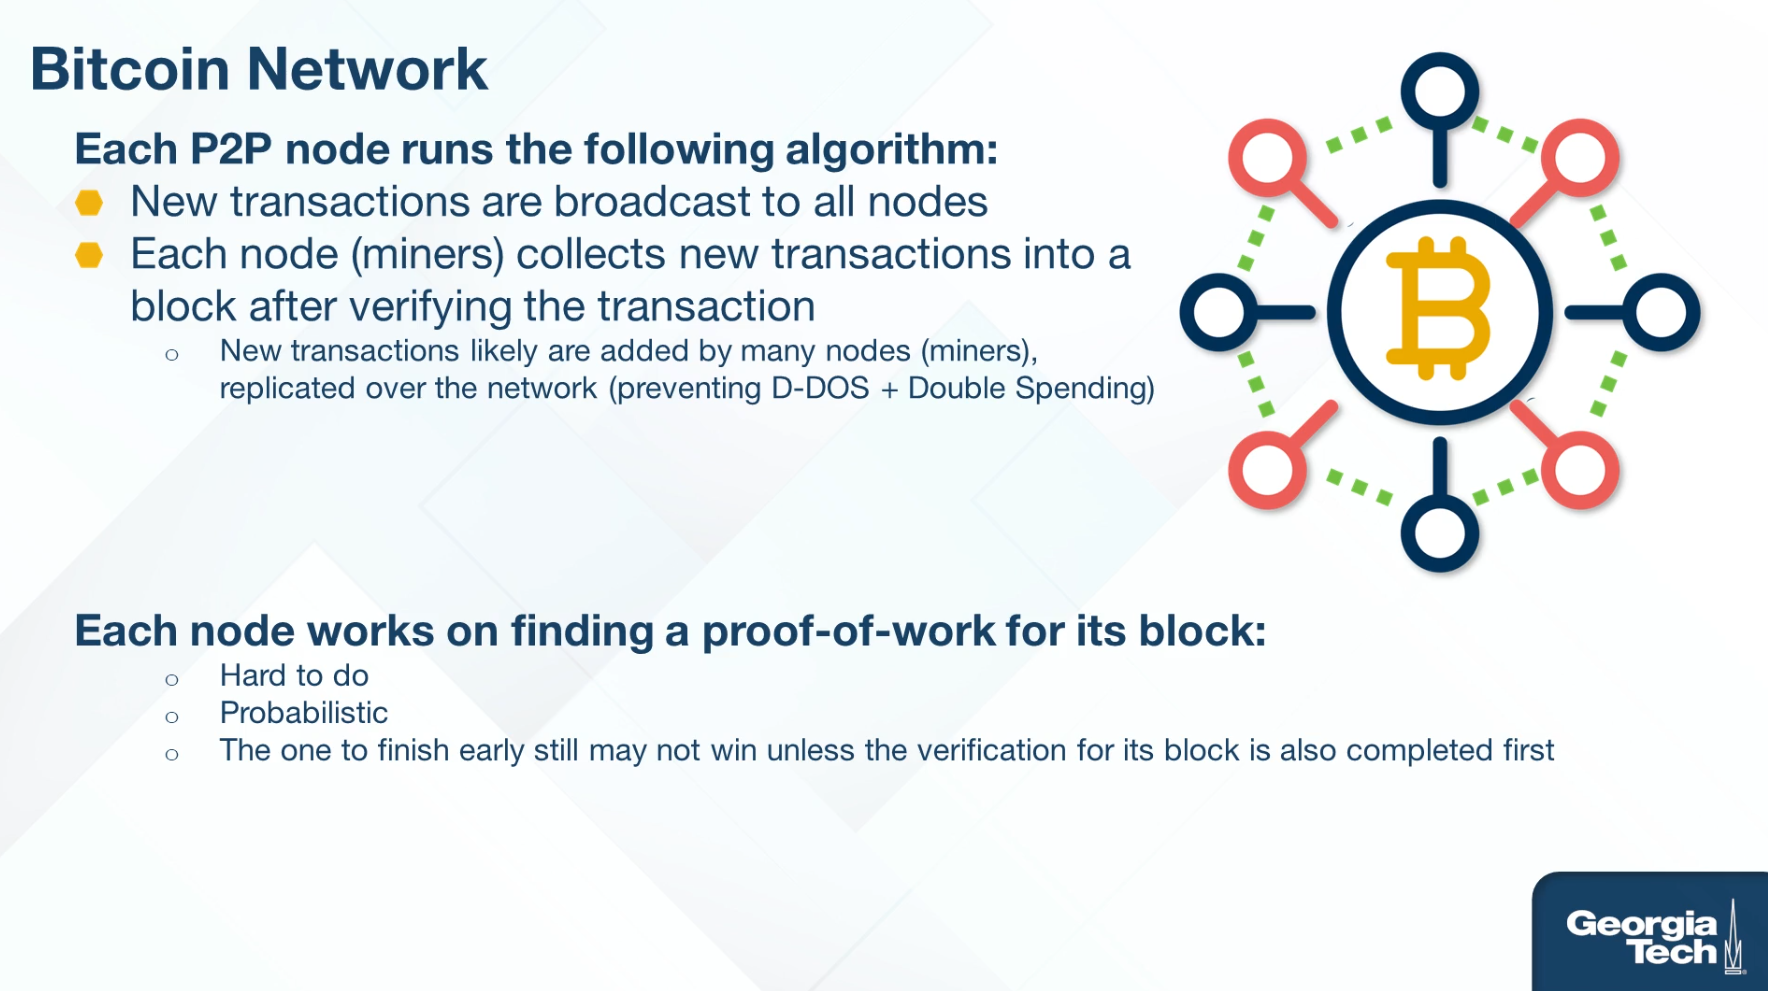 Bitcoin Network
Each P2P node runs the following algorithm:
New transactions are broadcast to all nodes
Each node (miners) collects new transactions into a
block after verifying the transaction
New transactions likely are added by many nodes (miners),
replicated over the network (preventing D-DOS + Double Spending)
Each node works on finding a proof-of-work for its block:
Hard to do
Probabilistic
The one to finish early still may not win unless the verification for its block is also completed first
Georgia
Tech